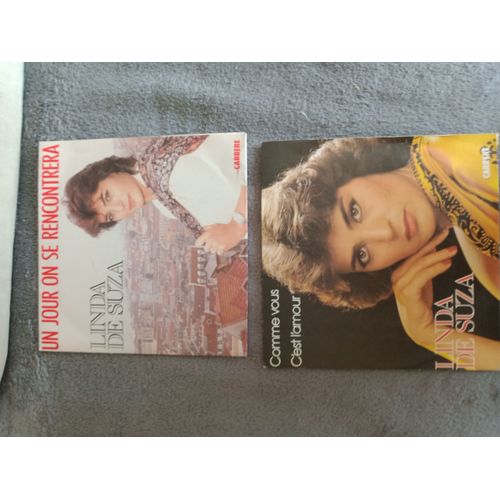 UN JOUR ON SE RENCONTRERA
LINDA
DE SUZA
CARRERE
Comme vous
C'est l'amour
LINDA
DE SUZA
CARRERE